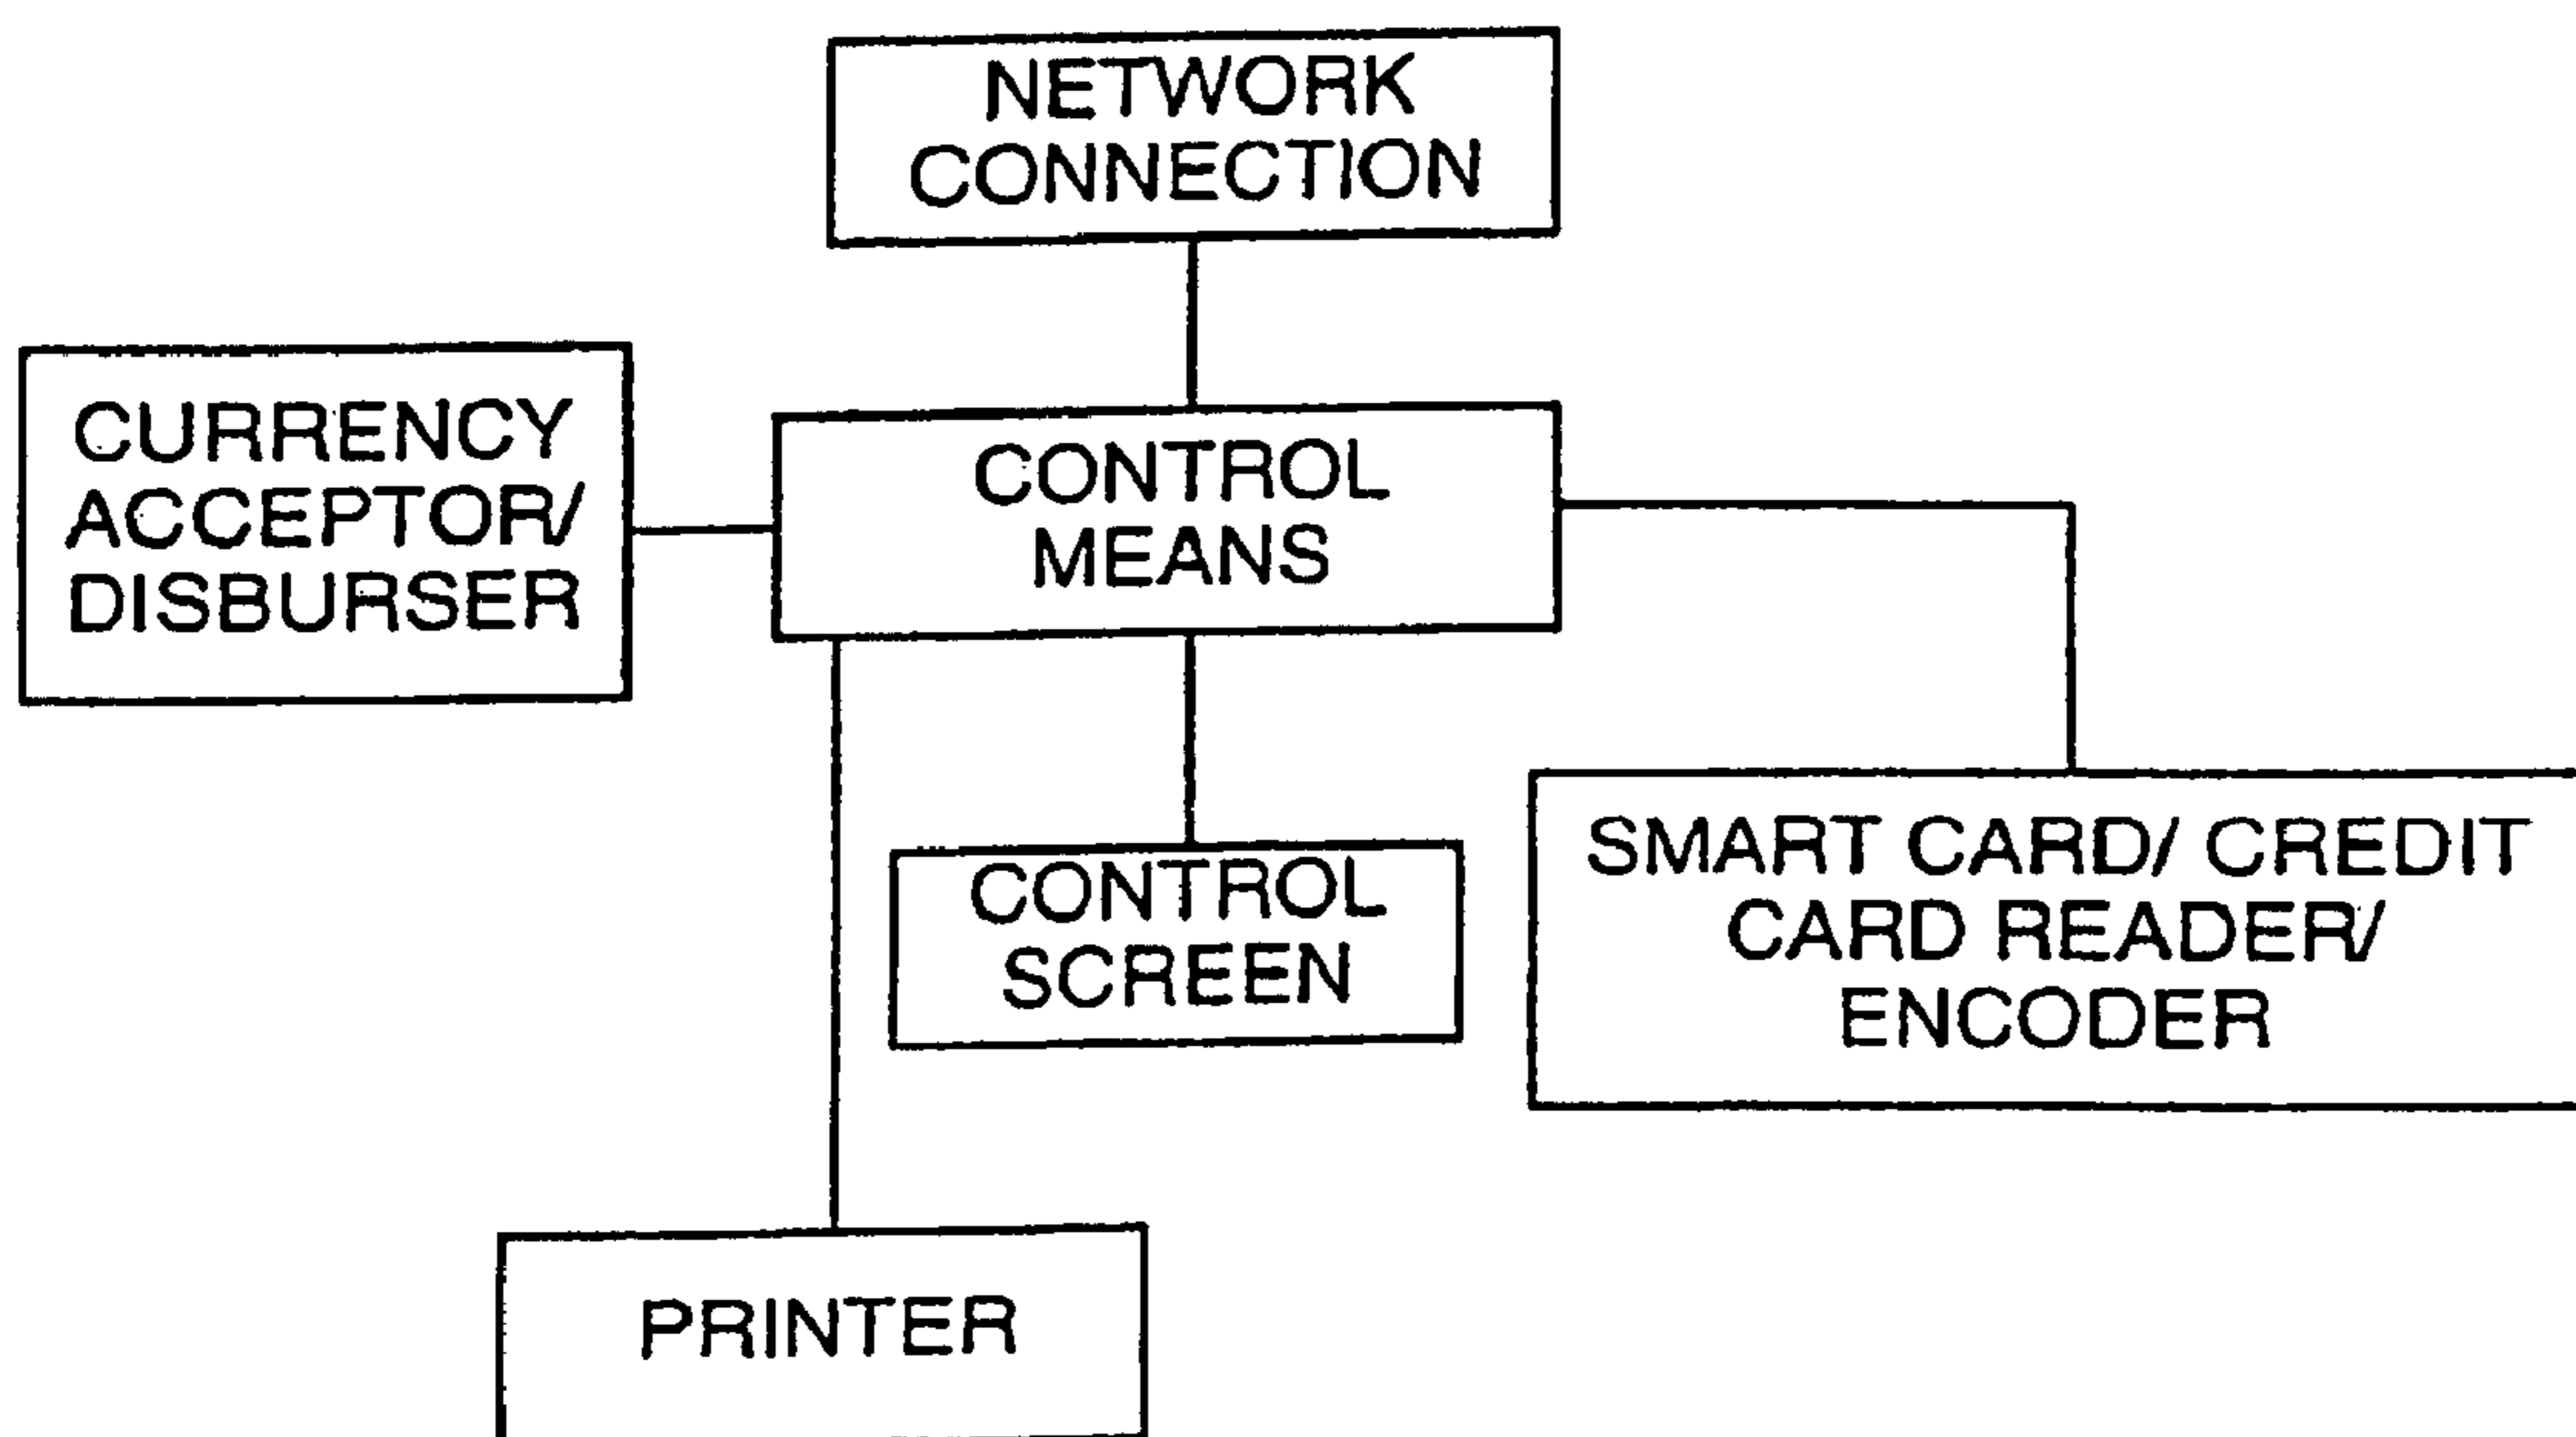 NETWORK
CONNECTION
CURRENCY
ACCEPTOR/
DISBURSER
CONTROL
MEANS
CONTROL
SCREEN
SMART CARD/ CREDIT
CARD READER/
ENCODER
PRINTER